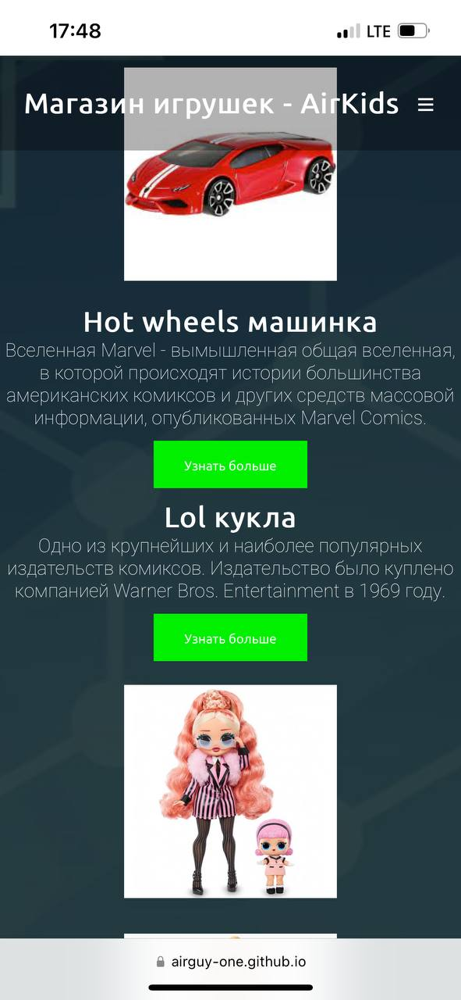 17:48
LTE
Магазин игрушек - AirKids
Hot wheels машинка
Вселенная Marvel - вымышленная общая вселенная,
в которой происходят истории большинства
американских комиксов и других средств массовой
информации, опубликованных Marvel Comics.
Узнать больше
Lol кукла
Одно из крупнейших и наиболее популярных
издательств комиксов. Издательство было куплено
компанией Warner Bros. Entertainment в 1969 году.
Узнать больше
airguy-one.github.io